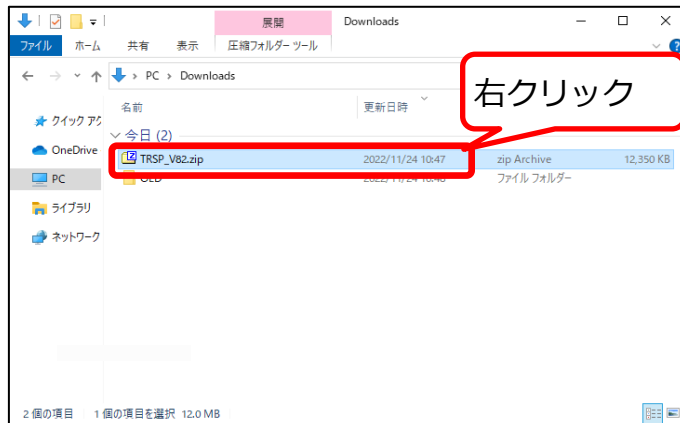 展開
Downloads
ファイル
ホーム
共有
表示
圧縮フォルダー ツール
PC
Downloads
右クリック
名前
更新日時
クイック アク
今日 (2)
OneDrive
TRSP_V82.zip
2022/11/24 10:47
zip Archive
12,350 KB
PC
ファイル フォルダー
ライブラリ
ネットワーク
2 個の項目
1 個の項目を選択 12.0 MB